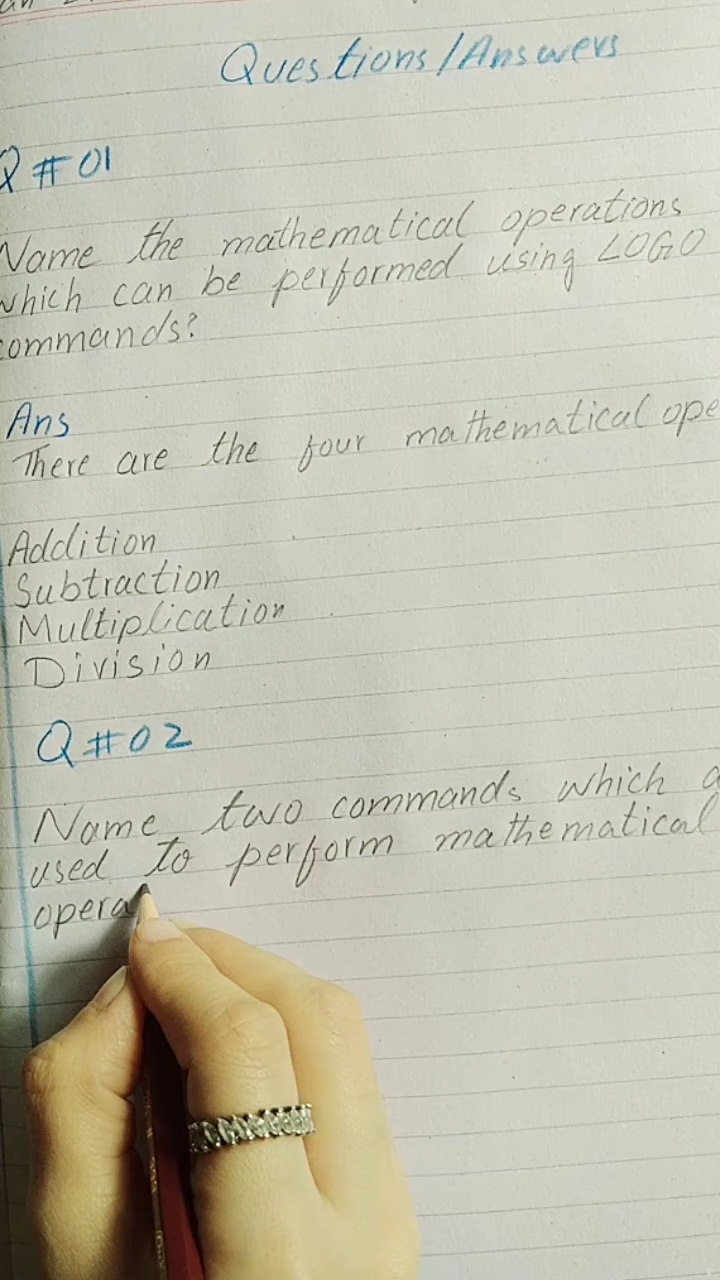 Questions/Answers
Q # 01
Name the mathematical operations
which can be performed using LOGO
commands?
Ans
There are the four mathematical ope
Addition
Subtraction
Multiplication
Division
Q # 02
Name two commands which a
used to perform mathematical
opera